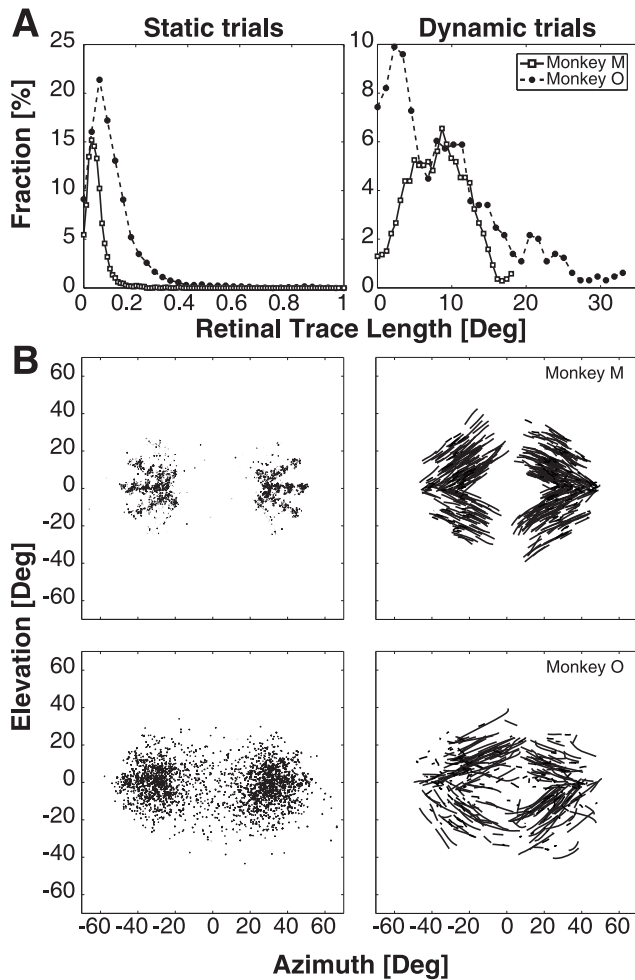 A
Static trials
Dynamic trials
Fraction [%]
25
20
15
10
5
0
0 0.2 0.4 0.6 0.8 1
10
8
6
4
2
0
0 10 20 30
Monkey M
Monkey O
Retinal Trace Length [Deg]
B
60
40
20
0
-20
-40
-60
Monkey M
Elevation [Deg]
60
40
20
0
-20
-40
-60
Monkey O
-60 -40 -20 0 20 40 60
-60 -40 -20 0 20 40 60
Azimuth [Deg]